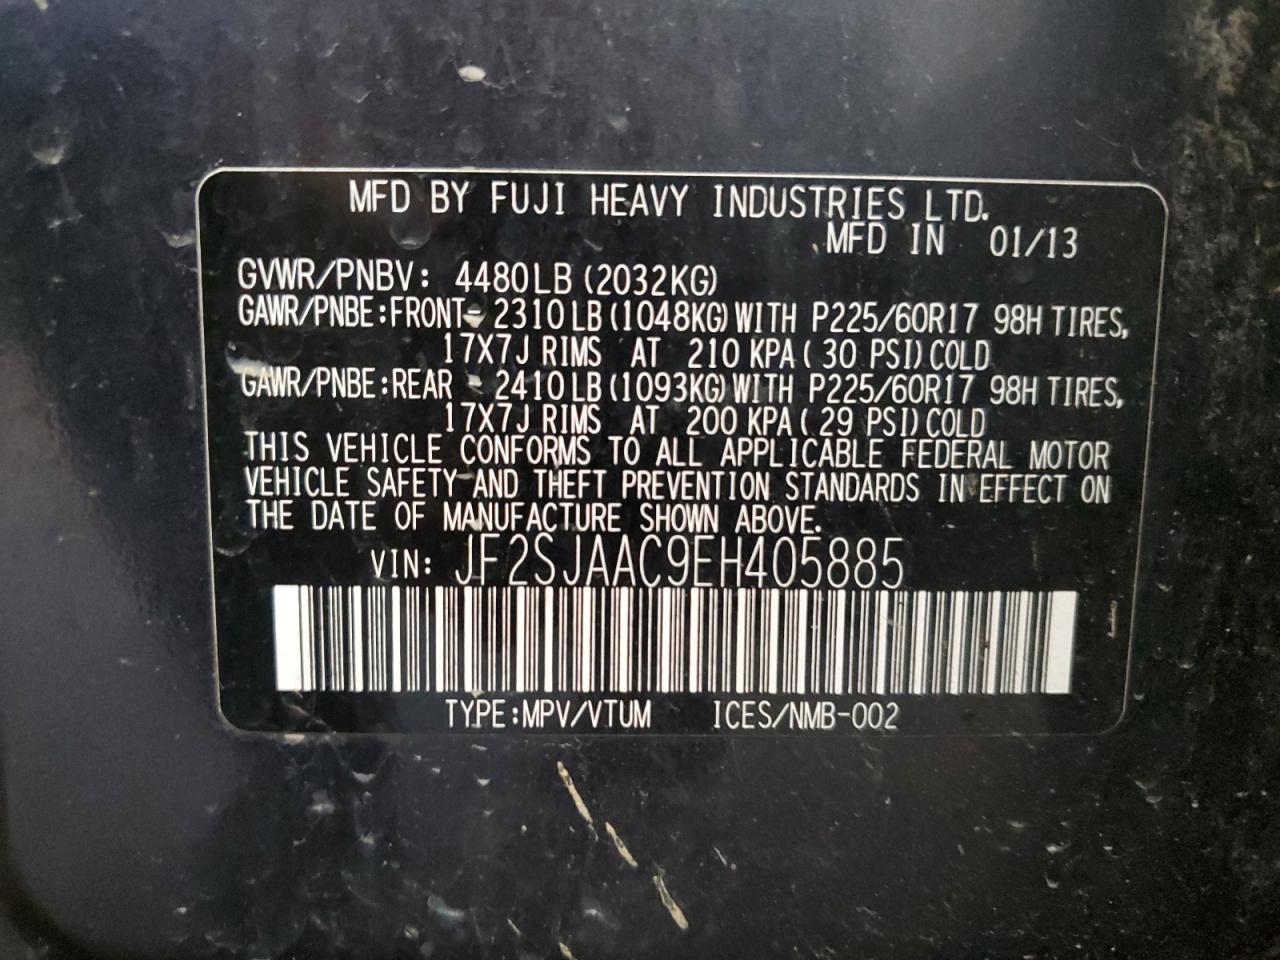 MFD BY FUJI HEAVY INDUSTRIES LTD.
MFD IN 01/13
GVWR/PNBV: 4480LB (2032KG)
GAWR/PNBE:FRONT- 2310LB (1048KG) WITH P225/60R17 98H TIRES,
17X7J RIMS AT 210 KPA ( 30 PSI) COLD
GAWR/PNBE:REAR - 2410LB (1093KG) WITH P225/60R17 98H TIRES,
17X7J RIMS AT 200 KPA ( 29 PSI) COLD
THIS VEHICLE CONFORMS TO ALL APPLICABLE FEDERAL MOTOR
VEHICLE SAFETY AND THEFT PREVENTION STANDARDS IN EFFECT ON
THE DATE OF MANUFACTURE SHOWN ABOVE.
VIN: JF2SJAAC9EH405885
TYPE:MPV/VTUM ICES/NMB-002